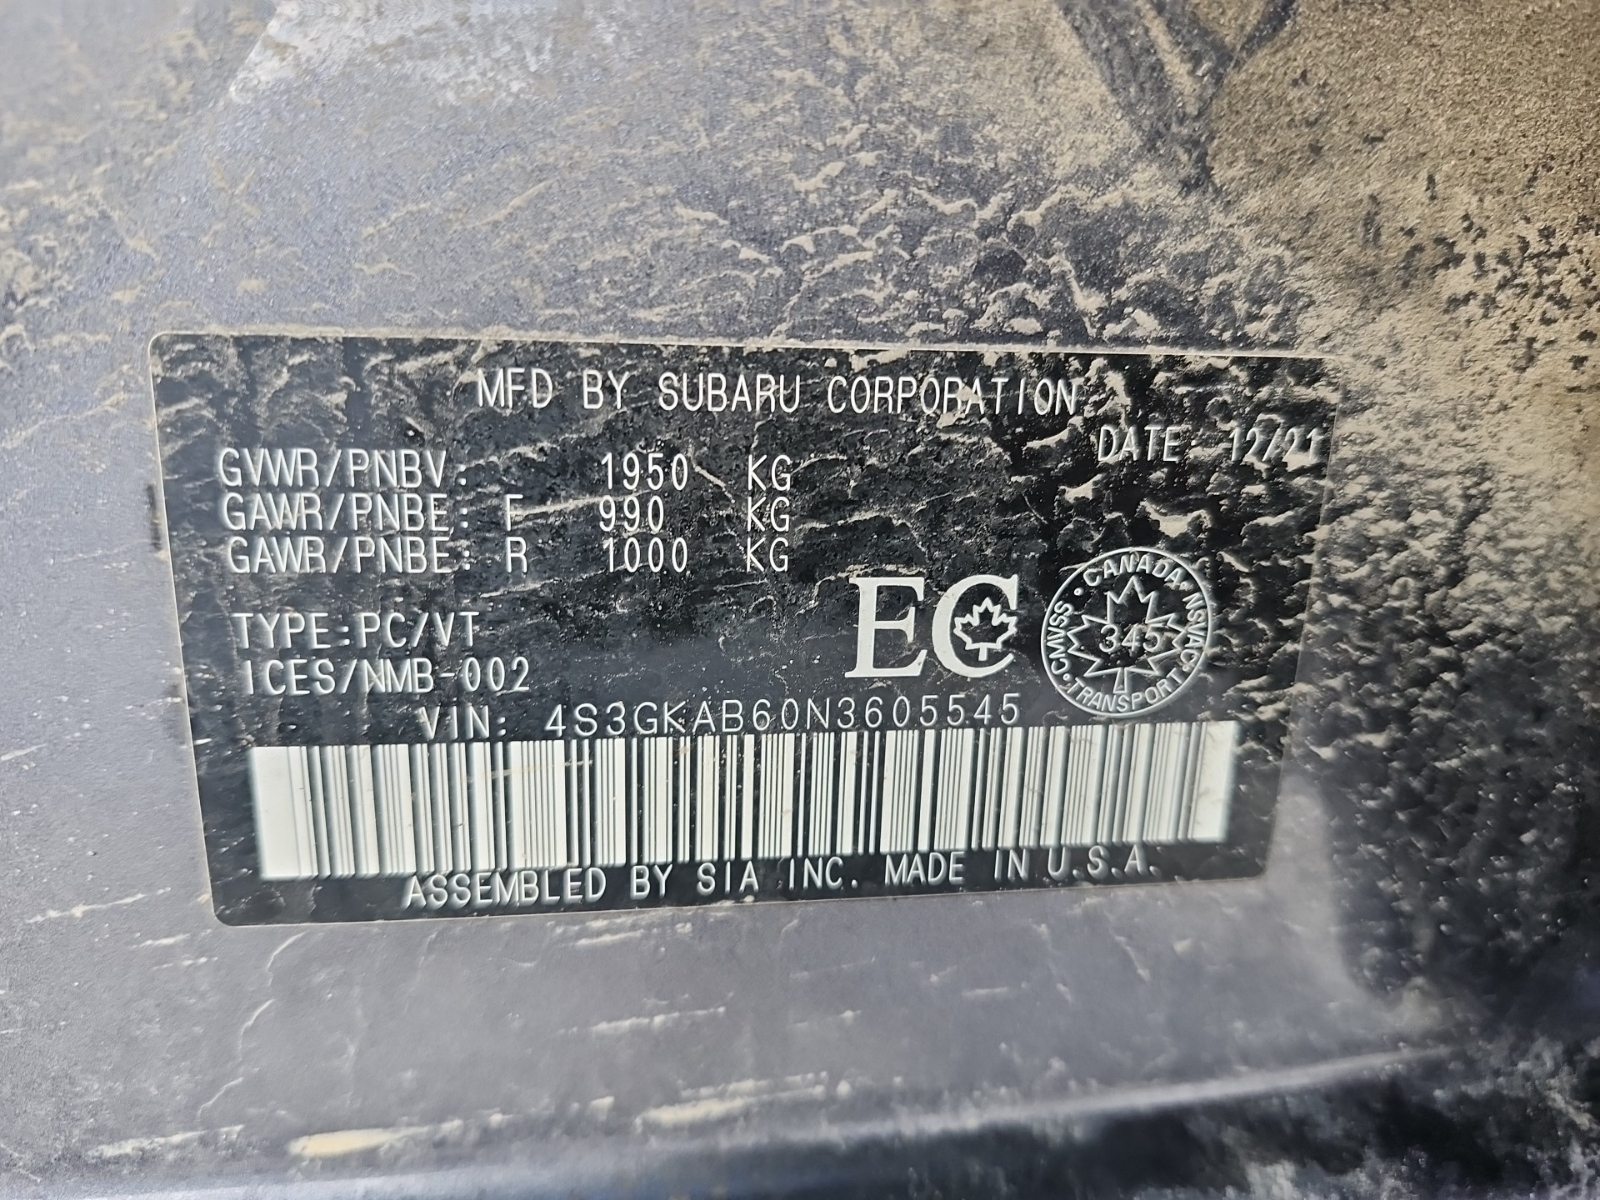 MFD BY SUBARU CORPORATION
DATE: 12/21
GVWR/PNBV: 1950 KG
GAWR/PNBE: F 990 KG
GAWR/PNBE: R 1000 KG
TYPE:PC/VT
ICES/NMB-002
EC
CANADA NSVAC TRANSPORT CMVSS
345
VIN: 4S3GKAB60N3605545
ASSEMBLED BY SIA INC. MADE IN U.S.A.